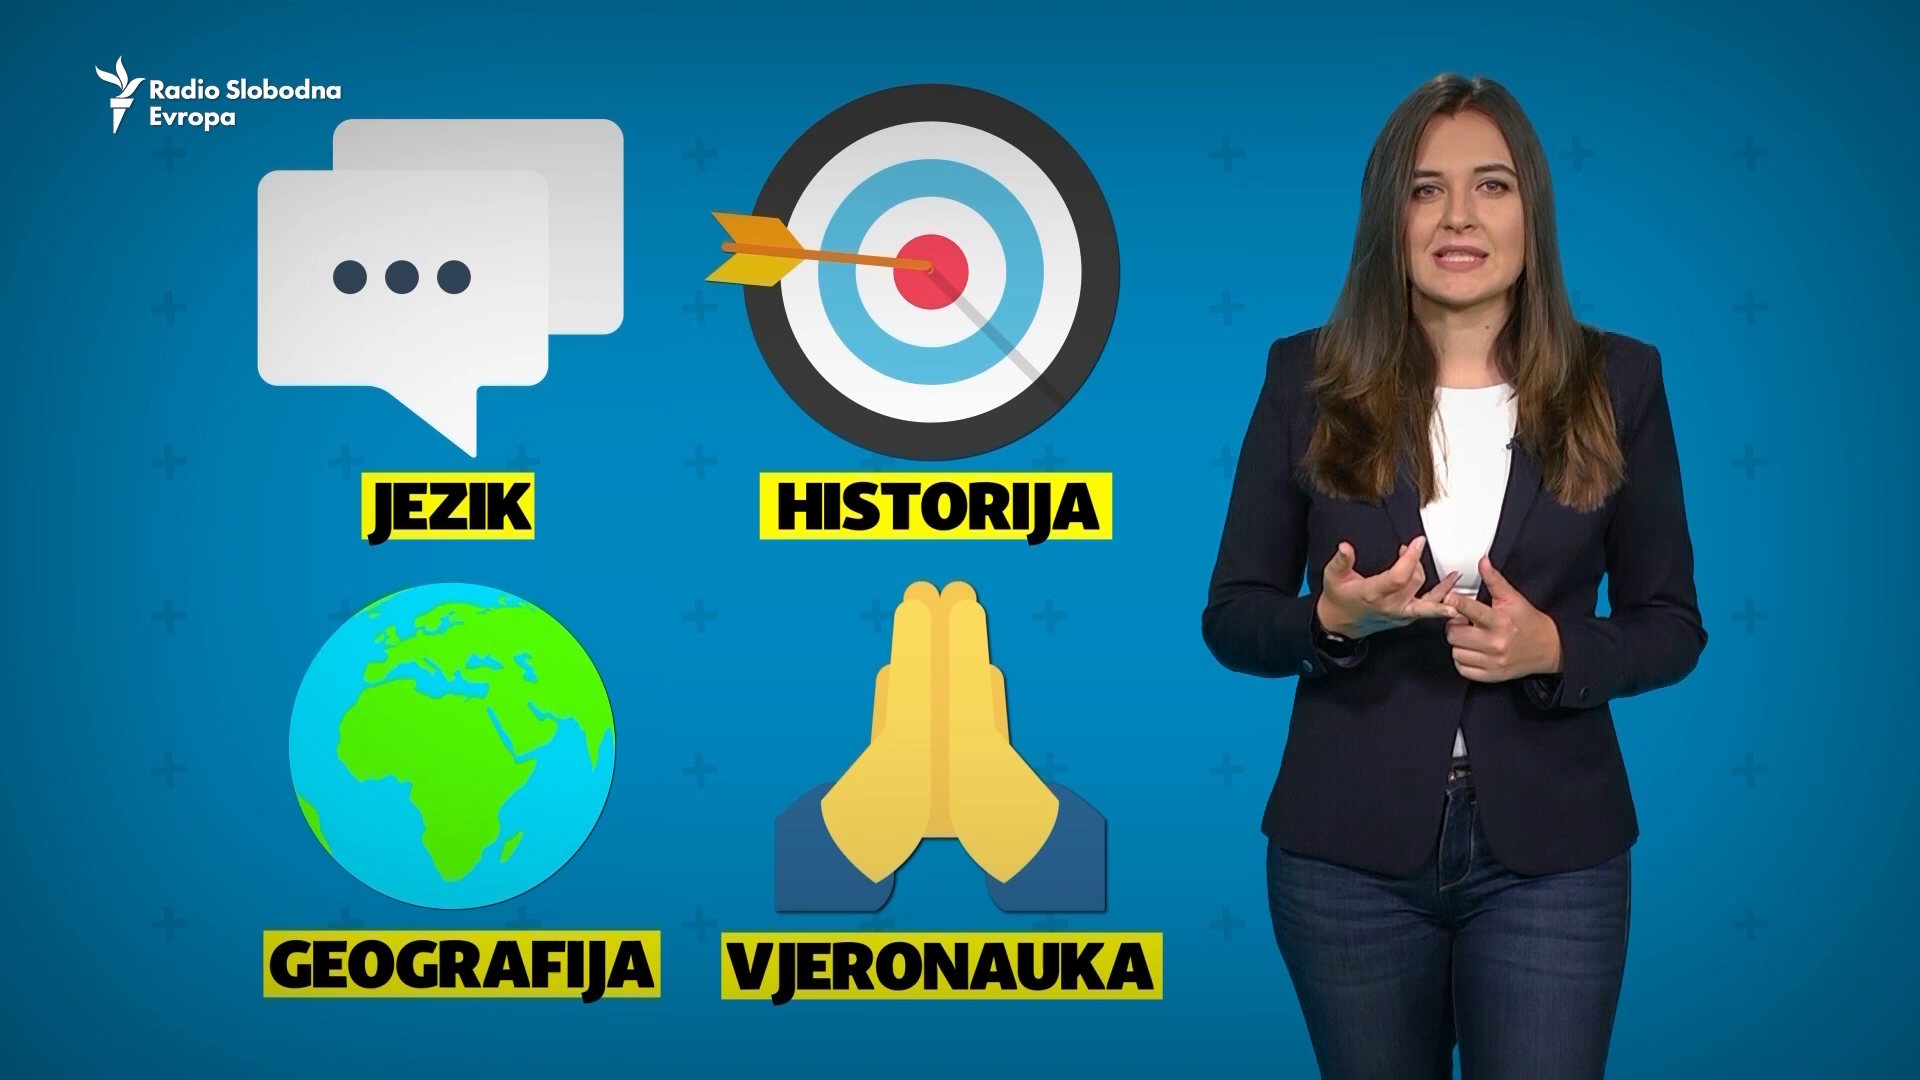 Radio Slobodna
Evropa
JEZIK
HISTORIJA
GEOGRAFIJA
VJERONAUKA